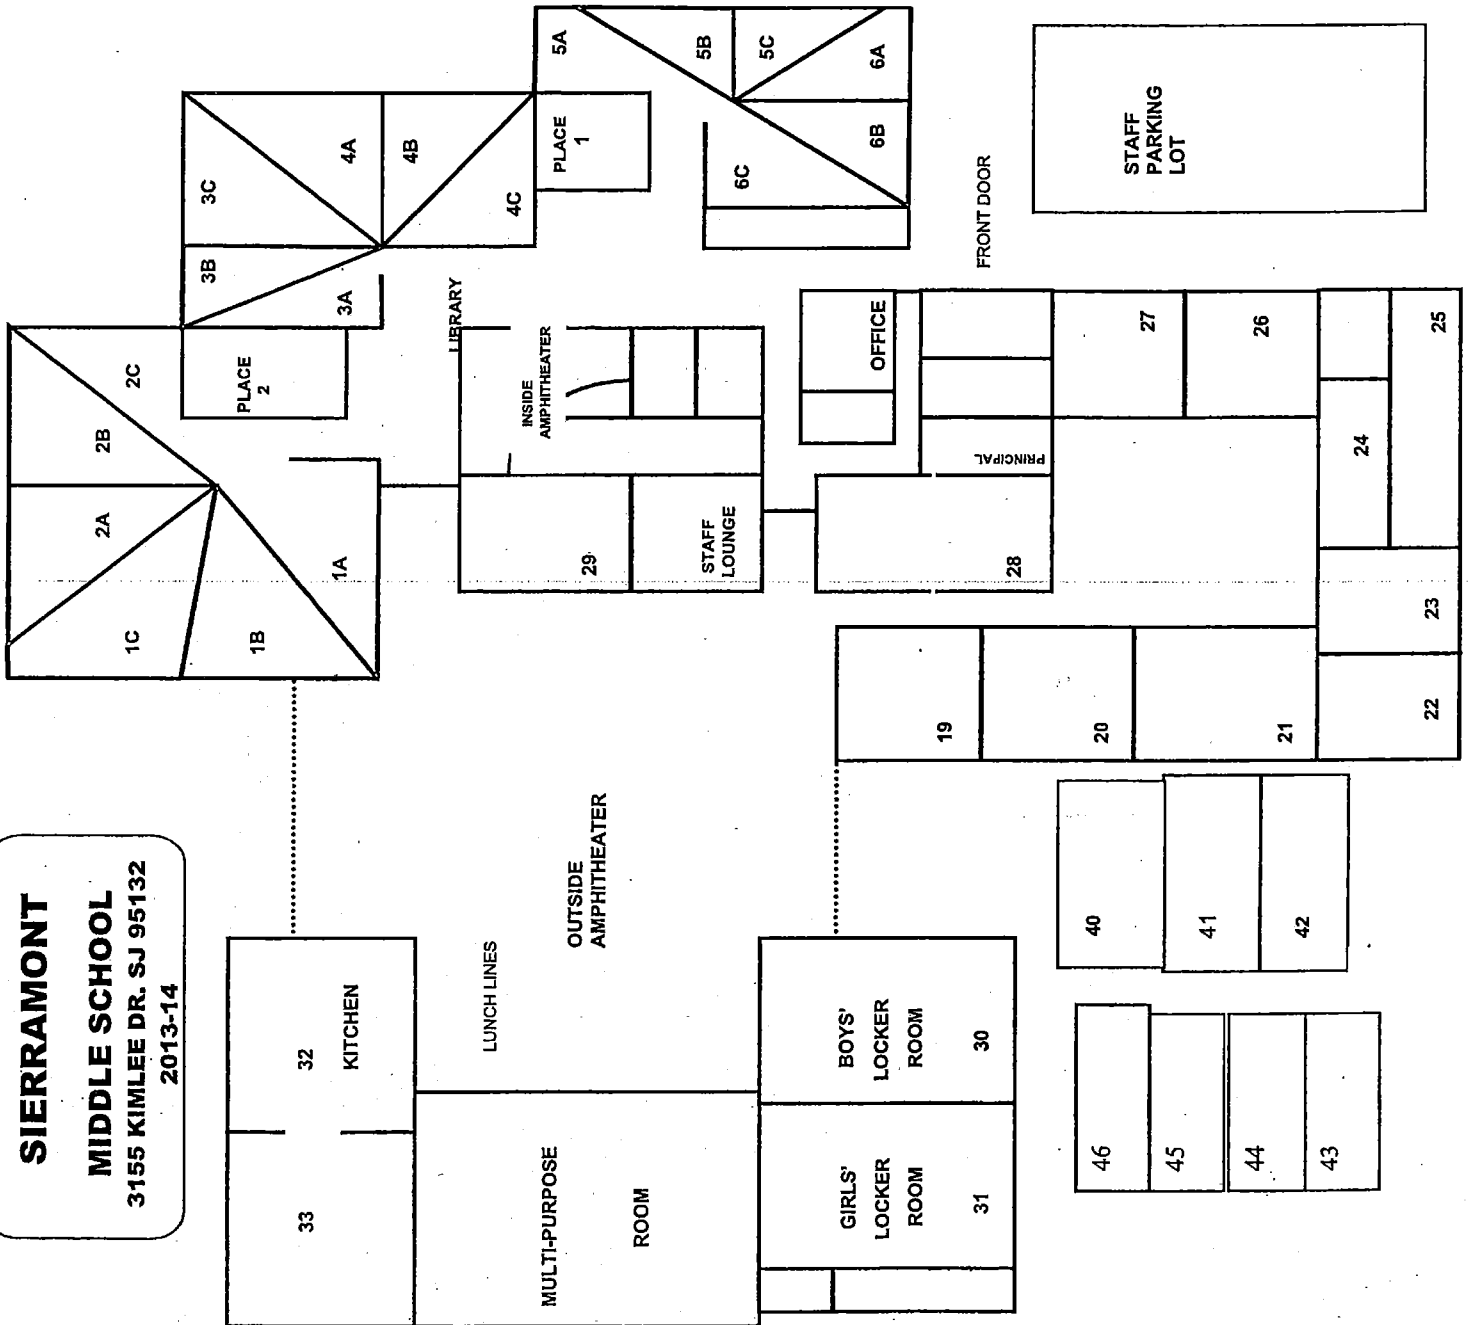 SIERRAMONT
MIDDLE SCHOOL
3155 KIMLEE DR. SJ 95132
2013-14
33
32
KITCHEN
MULTI-PURPOSE
ROOM
LUNCH LINES
OUTSIDE
AMPHITHEATER
GIRLS'
LOCKER
ROOM
31
BOYS'
LOCKER
ROOM
30
46
45
44
43
40
41
42
1C
1B
1A
2A
2B
2C
PLACE
2
3B
3A
3C
4A
4B
4C
LIBRARY
PLACE
1
5A
5B
5C
6A
6B
6C
INSIDE
AMPHITHEATER
29
STAFF
LOUNGE
OFFICE
PRINCIPAL
28
FRONT DOOR
STAFF
PARKING
LOT
19
20
21
22
23
24
25
26
27